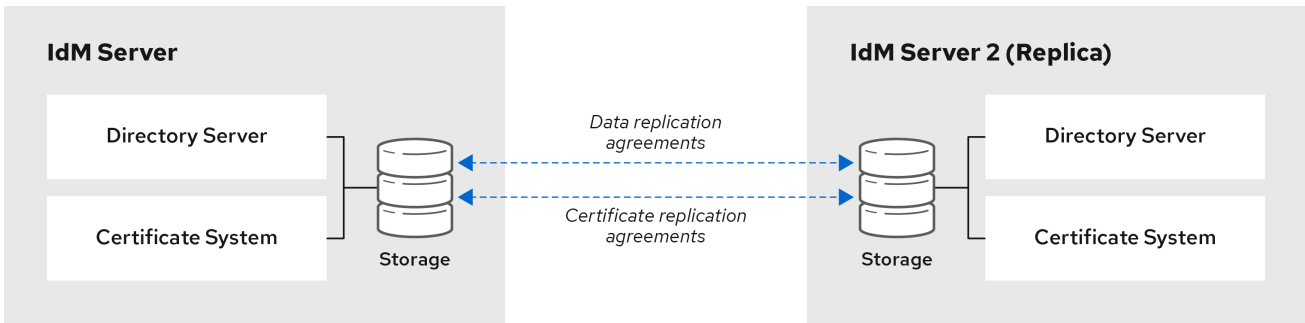 IdM Server
Directory Server
Certificate System
Storage
Data replication
agreements
Certificate replication
agreements
IdM Server 2 (Replica)
Storage
Directory Server
Certificate System